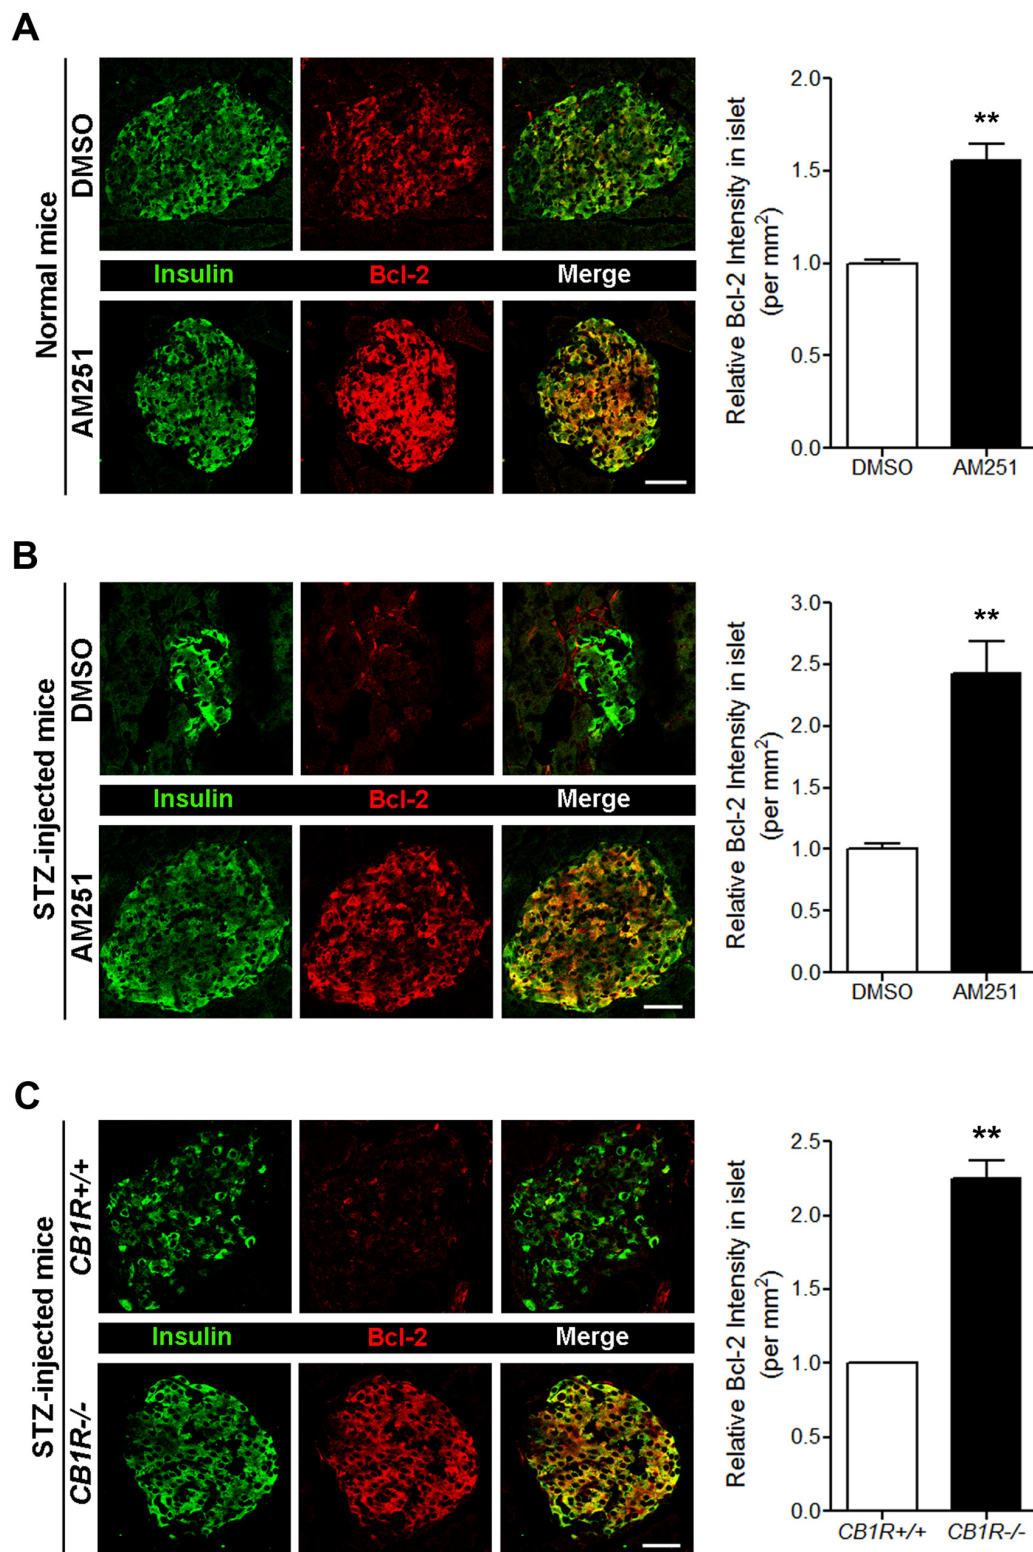 A
Normal mice
DMSO
Insulin Bcl-2 Merge
AM251
Relative Bcl-2 Intensity in islet
(per mm²)
2.0
1.5
1.0
0.5
0.0
**
DMSO AM251
B
STZ-injected mice
DMSO
Insulin Bcl-2 Merge
AM251
Relative Bcl-2 Intensity in islet
(per mm²)
3.0
2.5
2.0
1.5
1.0
0.5
0.0
**
DMSO AM251
C
STZ-injected mice
CB1R+/+
Insulin Bcl-2 Merge
CB1R-/-
Relative Bcl-2 Intensity in islet
(per mm²)
2.5
2.0
1.5
1.0
0.5
0.0
**
CB1R+/+ CB1R-/-